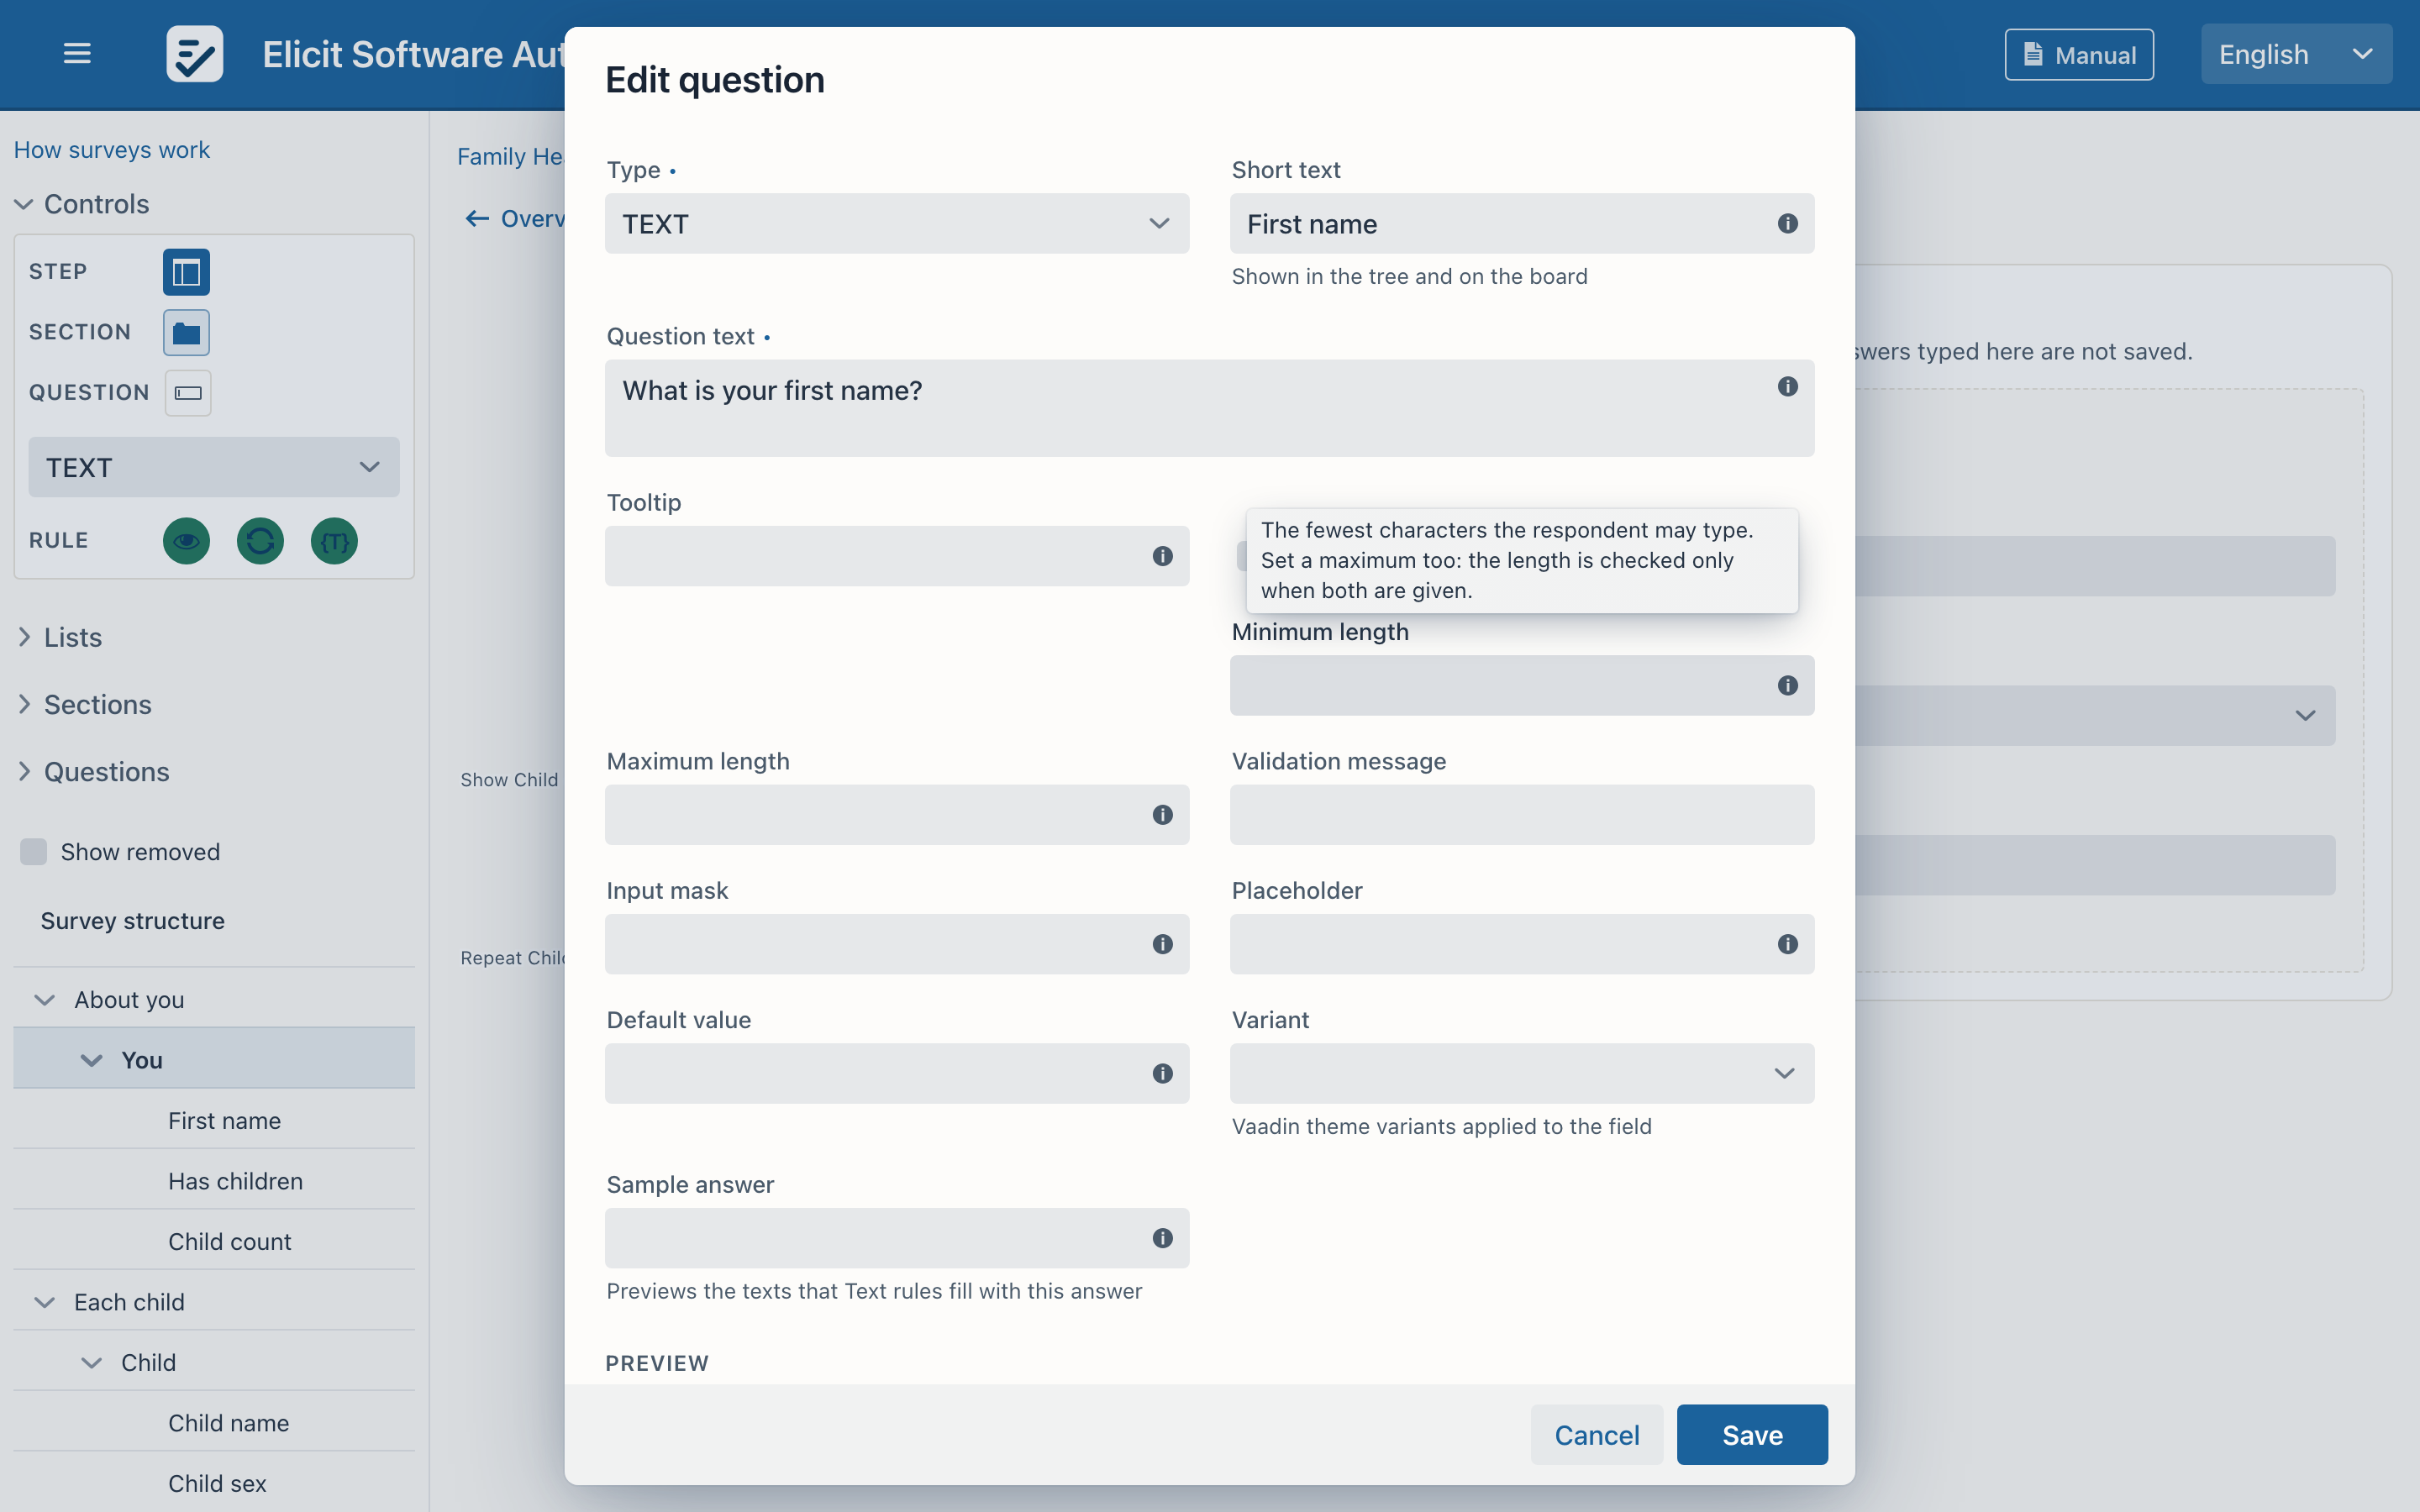 Elicit Software Aut
Manual
English
How surveys work
Controls
STEP
SECTION
QUESTION
TEXT
RULE
{T}
Lists
Sections
Questions
Show removed
Survey structure
About you
You
First name
Has children
Child count
Each child
Child
Child name
Child sex
Family He
Overv
Show Child
Repeat Chil
swers typed here are not saved.
Edit question
Type •
TEXT
Short text
First name
Shown in the tree and on the board
Question text •
What is your first name?
Tooltip
The fewest characters the respondent may type.
Set a maximum too: the length is checked only
when both are given.
Minimum length
Maximum length
Validation message
Input mask
Placeholder
Default value
Variant
Vaadin theme variants applied to the field
Sample answer
Previews the texts that Text rules fill with this answer
PREVIEW
Cancel
Save